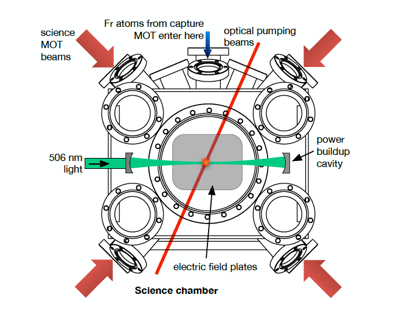 science
MOT
beams
Fr atoms from capture
MOT enter here
optical pumping
beams
506 nm
light
power
buildup
cavity
electric field plates
Science chamber